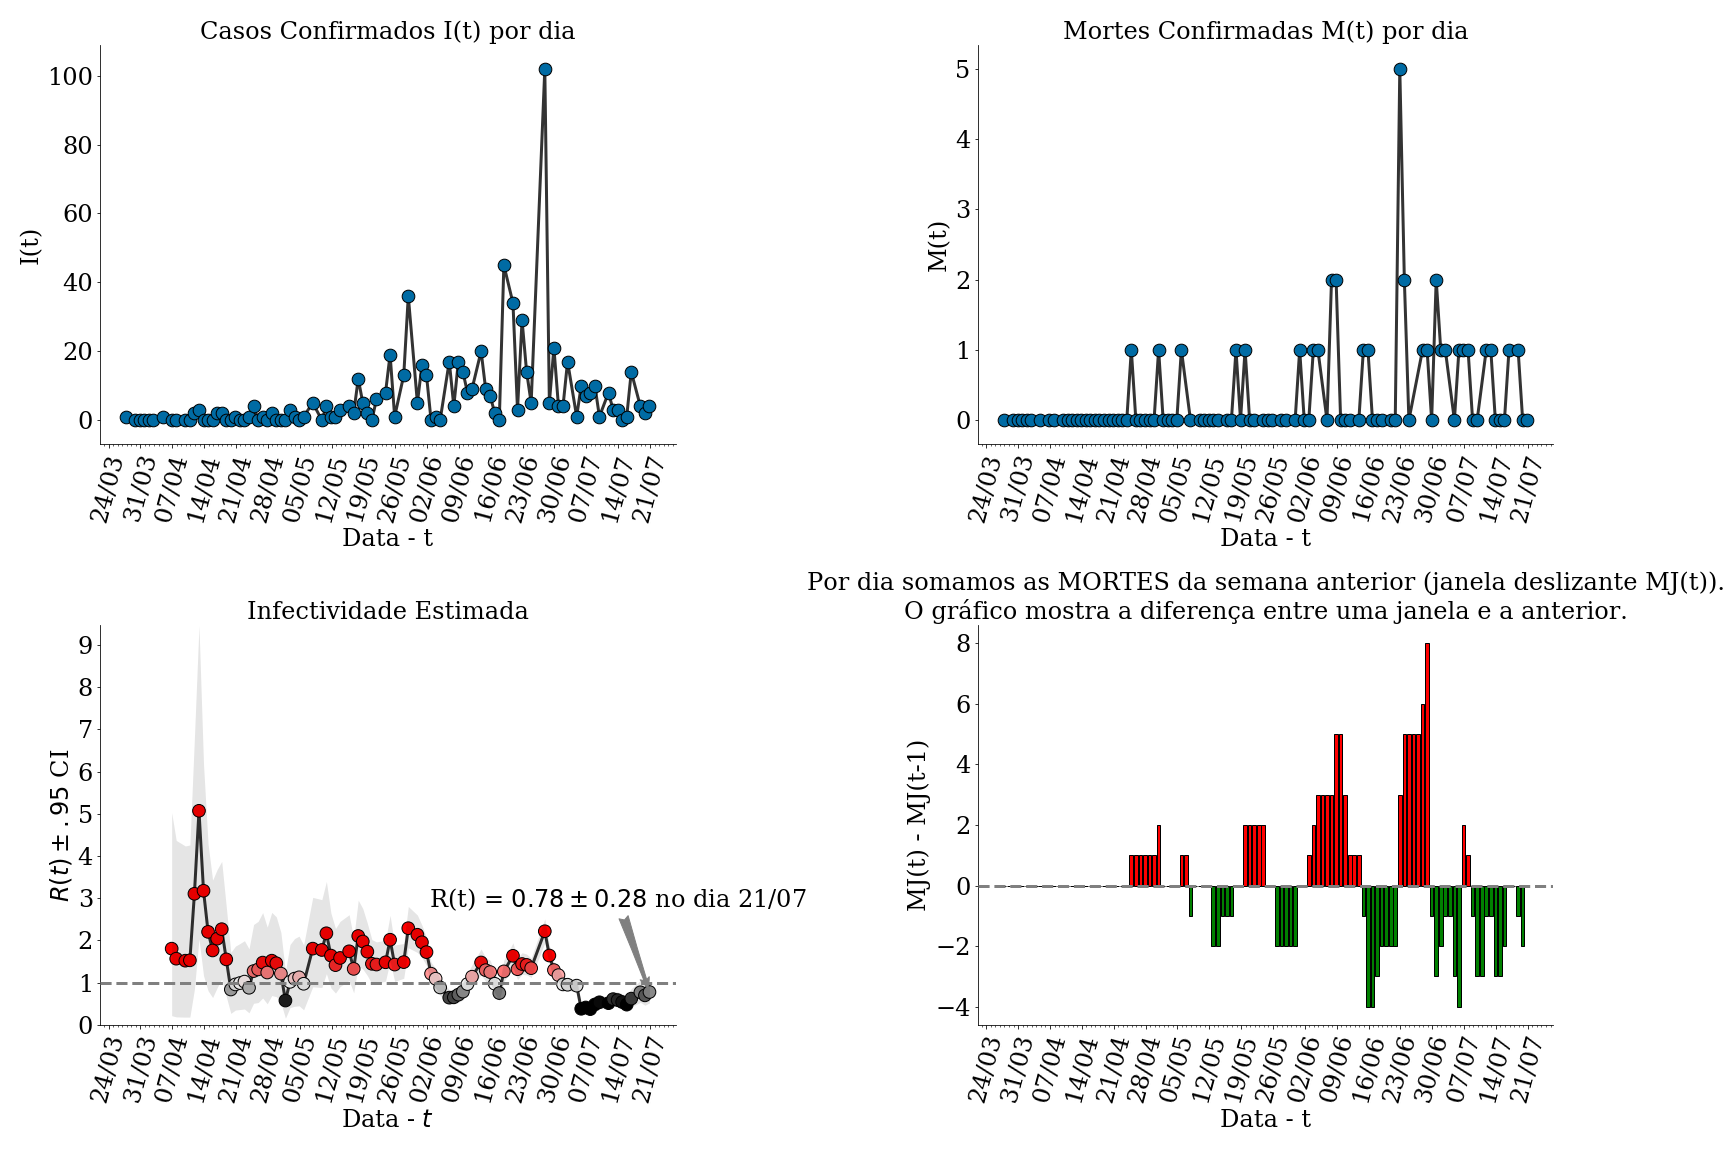 Casos Confirmados I(t) por dia
I(t)
100
80
60
40
20
0
24/03 31/03 07/04 14/04 21/04 28/04 05/05 12/05 19/05 26/05 02/06 09/06 16/06 23/06 30/06 07/07 14/07 21/07
Data - t
Mortes Confirmadas M(t) por dia
M(t)
5
4
3
2
1
0
24/03 31/03 07/04 14/04 21/04 28/04 05/05 12/05 19/05 26/05 02/06 09/06 16/06 23/06 30/06 07/07 14/07 21/07
Data - t
Infectividade Estimada
R(t) ± .95 CI
9
8
7
6
5
4
3
2
1
0
R(t) = 0.78 ± 0.28 no dia 21/07
24/03 31/03 07/04 14/04 21/04 28/04 05/05 12/05 19/05 26/05 02/06 09/06 16/06 23/06 30/06 07/07 14/07 21/07
Data - t
Por dia somamos as MORTES da semana anterior (janela deslizante MJ(t)).
O gráfico mostra a diferença entre uma janela e a anterior.
MJ(t) - MJ(t-1)
8
6
4
2
0
−2
−4
24/03 31/03 07/04 14/04 21/04 28/04 05/05 12/05 19/05 26/05 02/06 09/06 16/06 23/06 30/06 07/07 14/07 21/07
Data - t